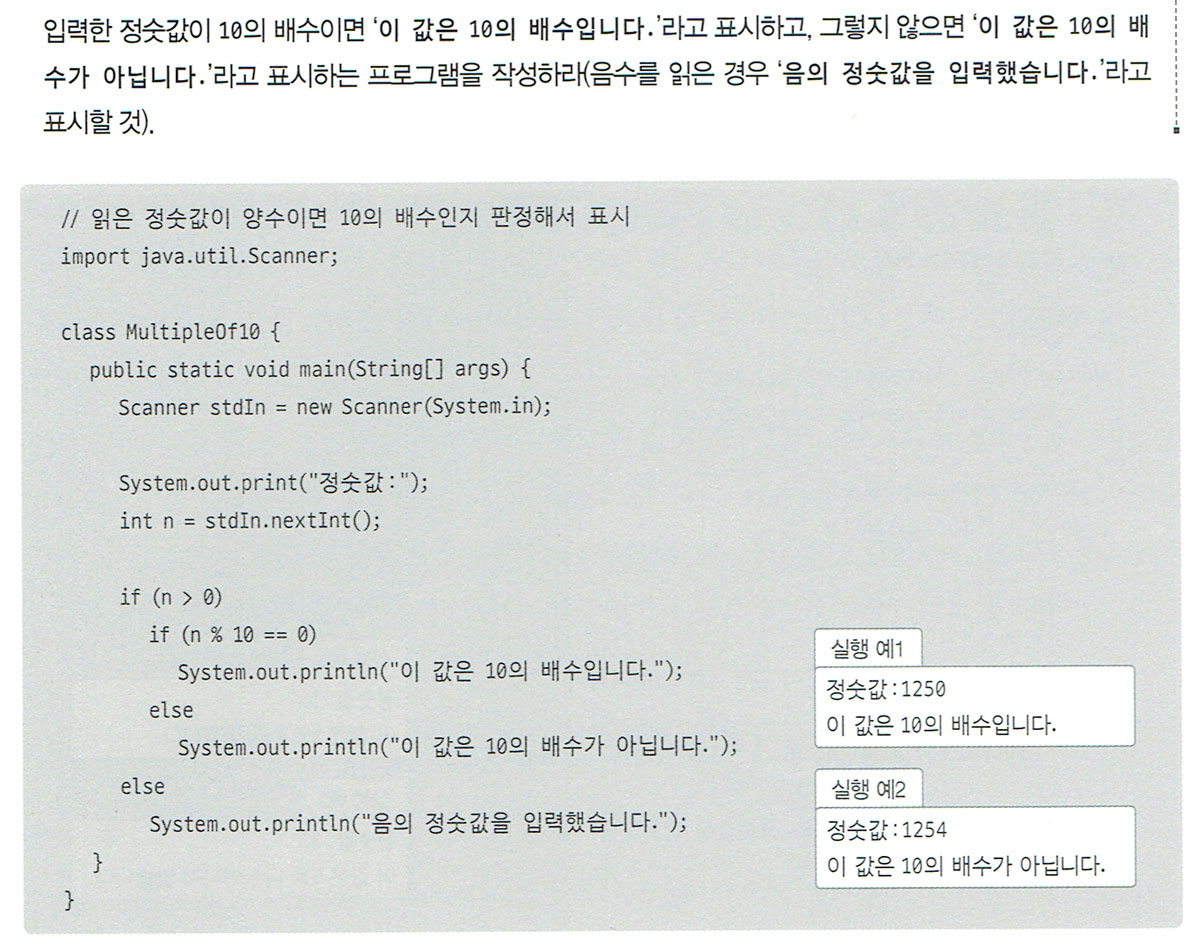 입력한 정숫값이 10의 배수이면 ‘이 값은 10의 배수입니다.’라고 표시하고, 그렇지 않으면 ‘이 값은 10의 배
수가 아닙니다.’라고 표시하는 프로그램을 작성하라(음수를 읽은 경우 ‘음의 정숫값을 입력했습니다.’라고
표시할 것).
// 읽은 정숫값이 양수이면 10의 배수인지 판정해서 표시
import java.util.Scanner;
class MultipleOf10 {
public static void main(String[] args) {
Scanner stdIn = new Scanner(System.in);
System.out.print("정숫값:");
int n = stdIn.nextInt();
if (n > 0)
if (n % 10 == 0)
System.out.println("이 값은 10의 배수입니다.");
else
System.out.println("이 값은 10의 배수가 아닙니다.");
else
System.out.println("음의 정숫값을 입력했습니다.");
}
}
실행 예1
정숫값:1250
이 값은 10의 배수입니다.
실행 예2
정숫값:1254
이 값은 10의 배수가 아닙니다.